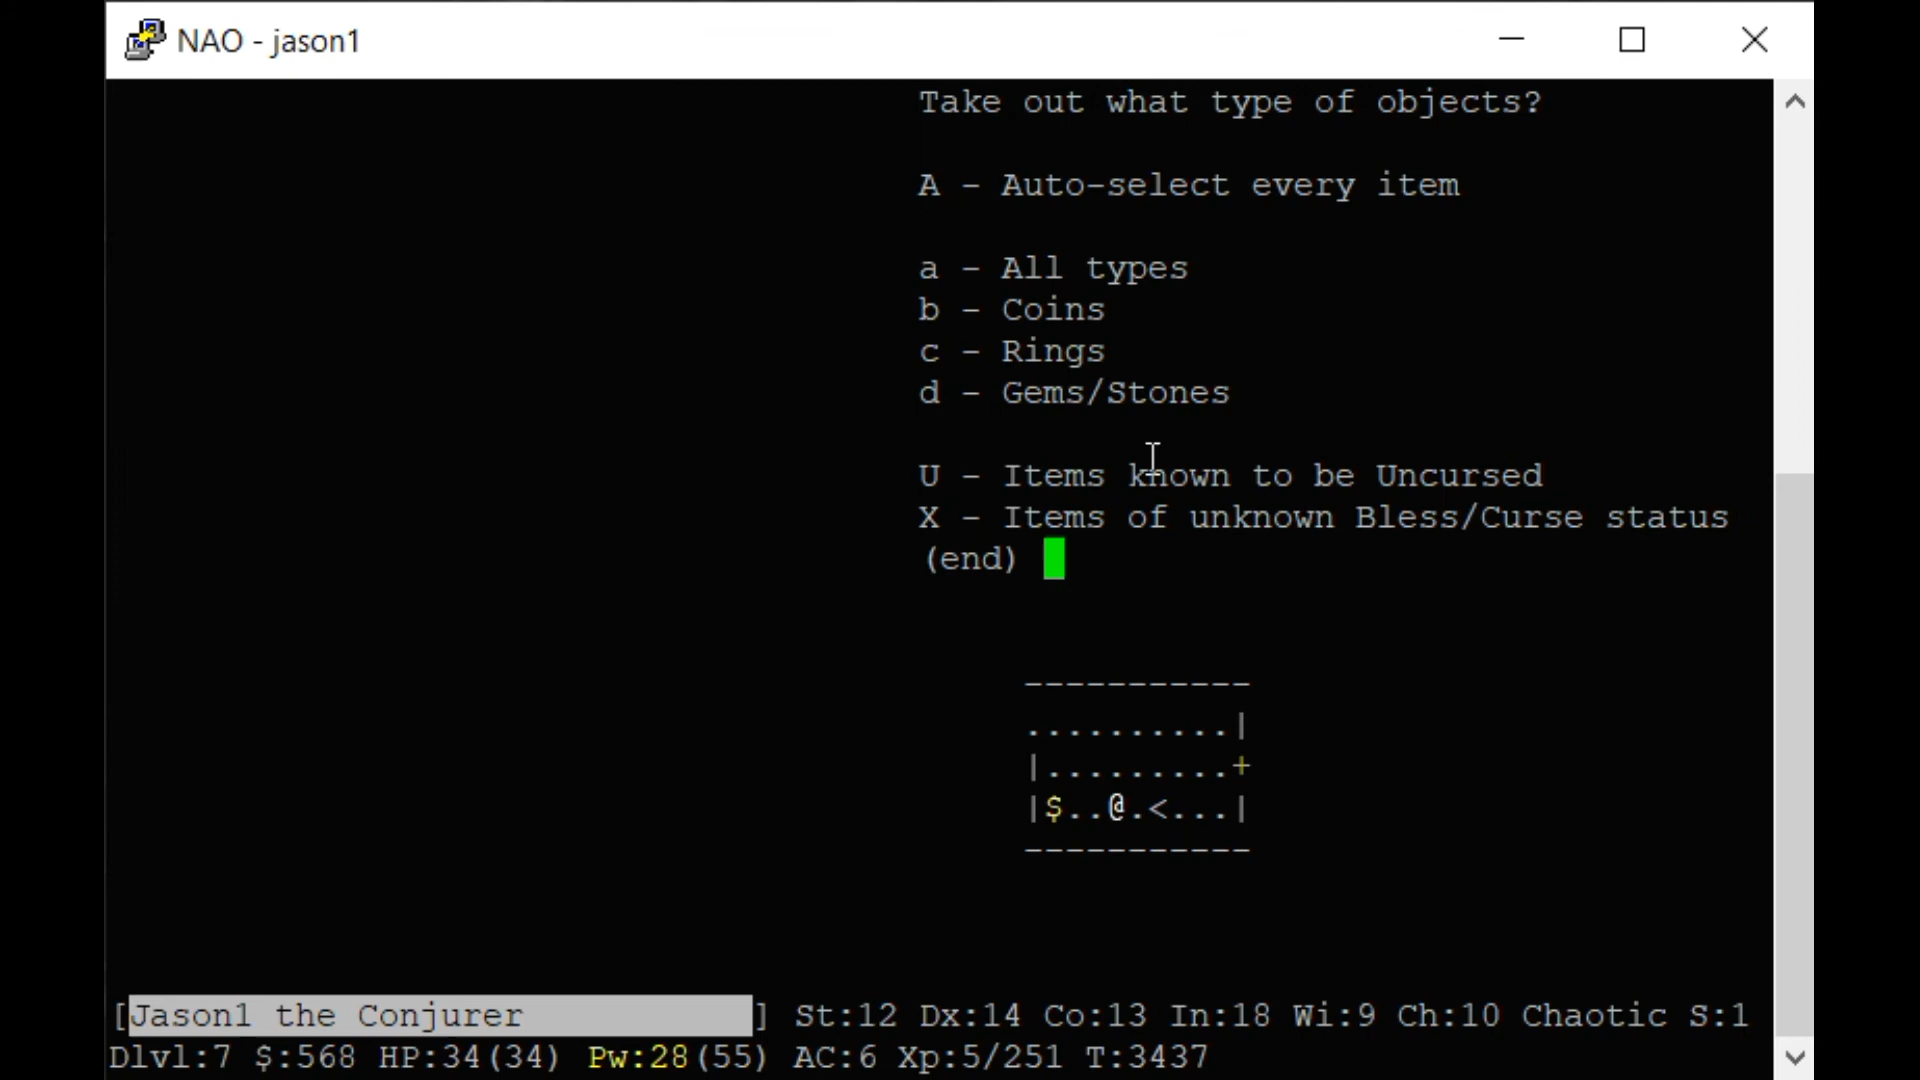 NAO - jason1
Take out what type of objects?
A - Auto-select every item
a - All types
b - Coins
c - Rings
d - Gems/Stones
U - Items known to be Uncursed
X - Items of unknown Bless/Curse status
(end)
-----------
..........|
|.........+
|$..@.<...|
-----------
[Jason1 the Conjurer          ] St:12 Dx:14 Co:13 In:18 Wi:9 Ch:10 Chaotic S:1
Dlvl:7 $:568 HP:34(34) Pw:28(55) AC:6 Xp:5/251 T:3437